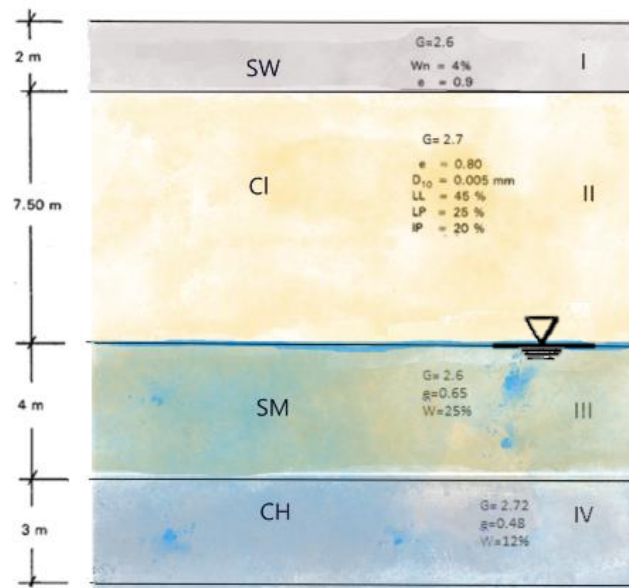 2 m
SW
G=2.6
Wn = 4%
e = 0.9
I
7.50 m
CI
G= 2.7
e = 0.80
D₁₀ = 0.005 mm
LL = 45 %
LP = 25 %
IP = 20 %
II
4 m
SM
G= 2.6
e=0.65
W=25%
III
3 m
CH
G= 2.72
e=0.48
W=12%
IV